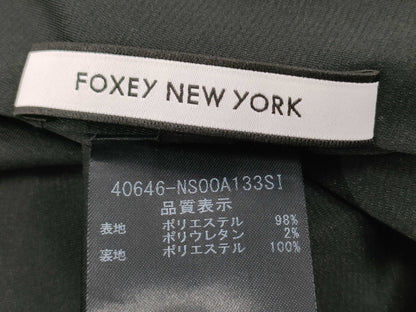 FOXEY NEW YORK
40646-NS00A133SI
品質表示
表地 ポリエステル 98%
ポリウレタン 2%
裏地 ポリエステル 100%